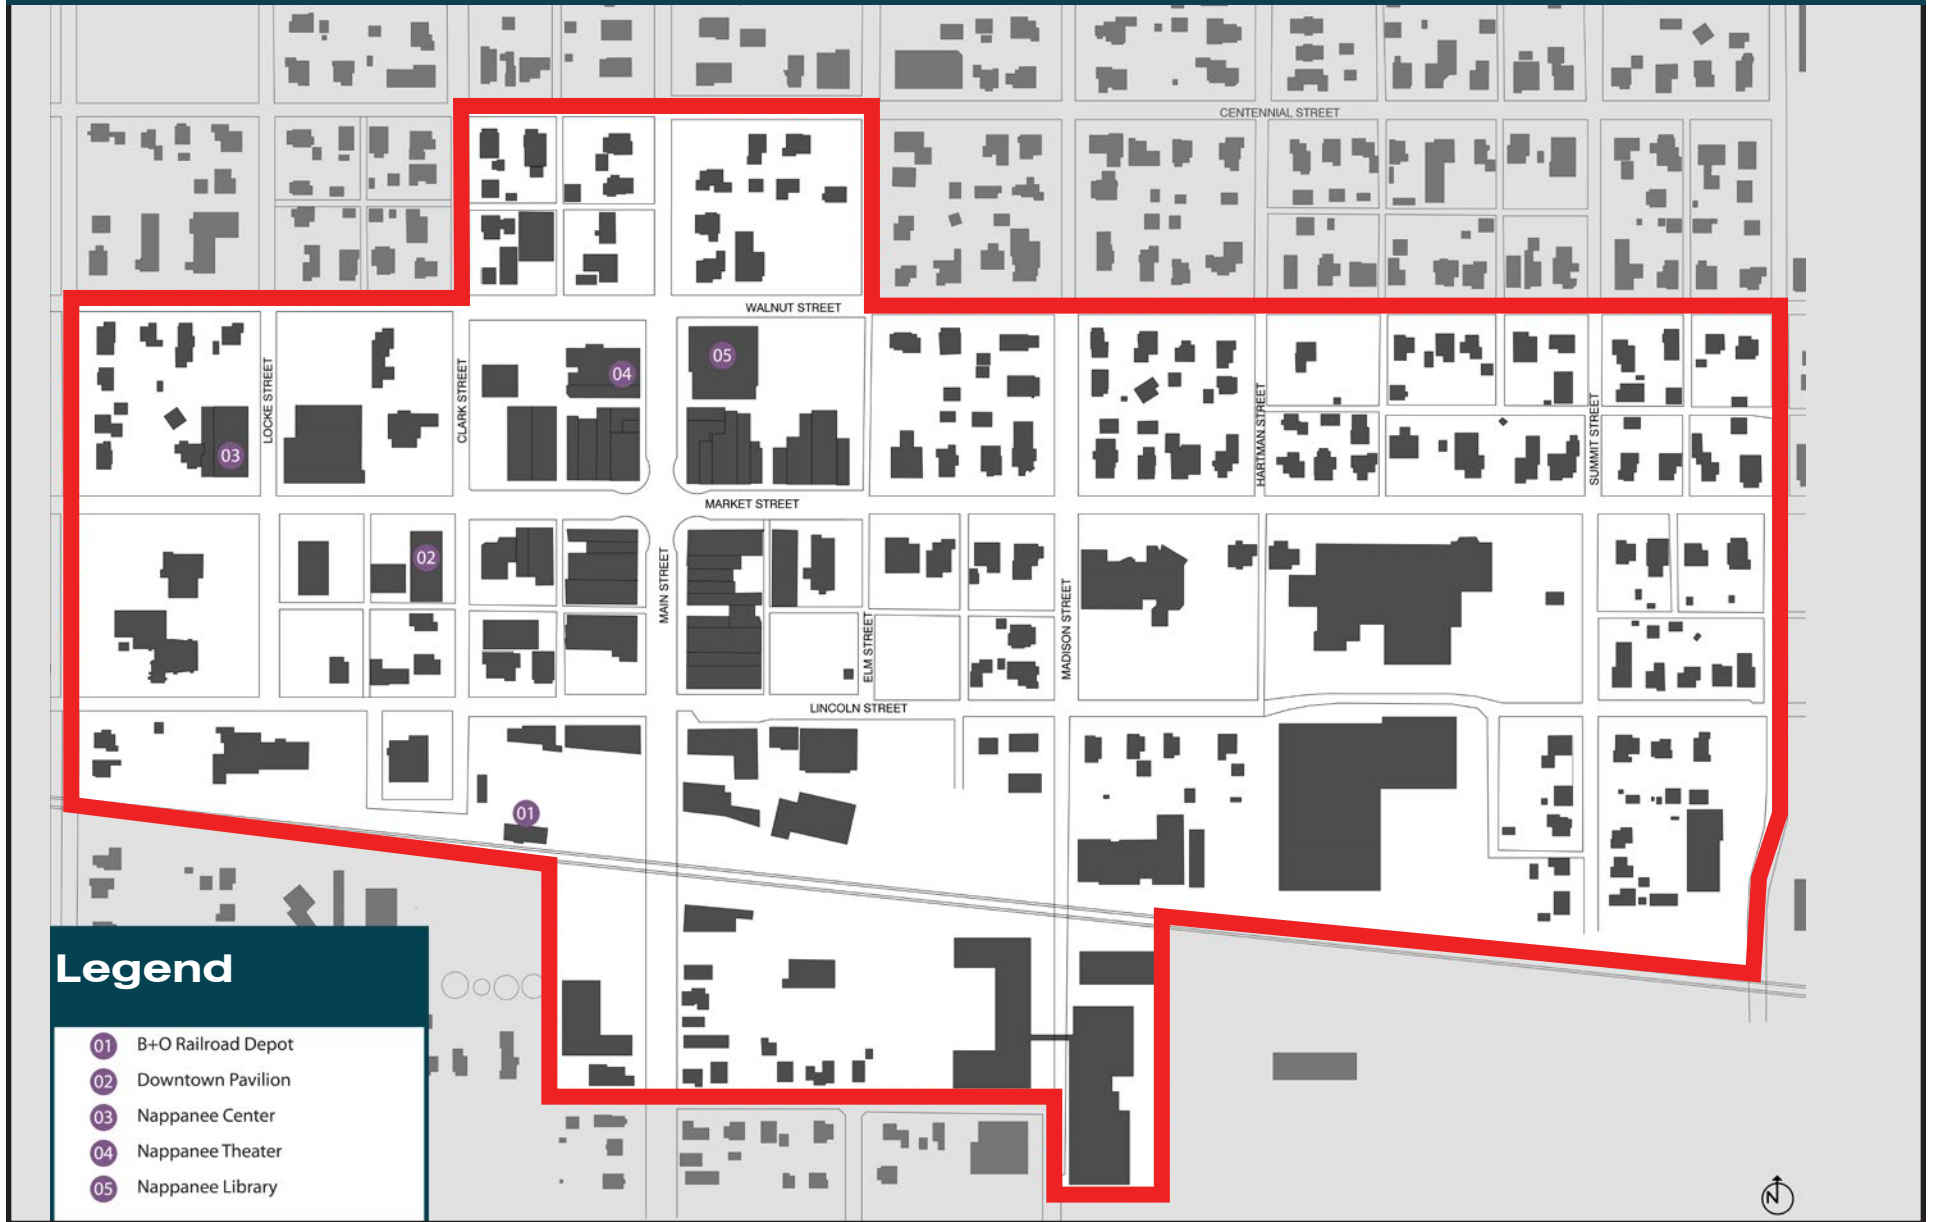 CENTENNIAL STREET
WALNUT STREET
LOCKE STREET
CLARK STREET
04
05
03
HARTMAN STREET
SUMMIT STREET
MARKET STREET
02
MAIN STREET
ELM STREET
MADISON STREET
LINCOLN STREET
01
Legend
01 B+O Railroad Depot
02 Downtown Pavilion
03 Nappanee Center
04 Nappanee Theater
05 Nappanee Library
N